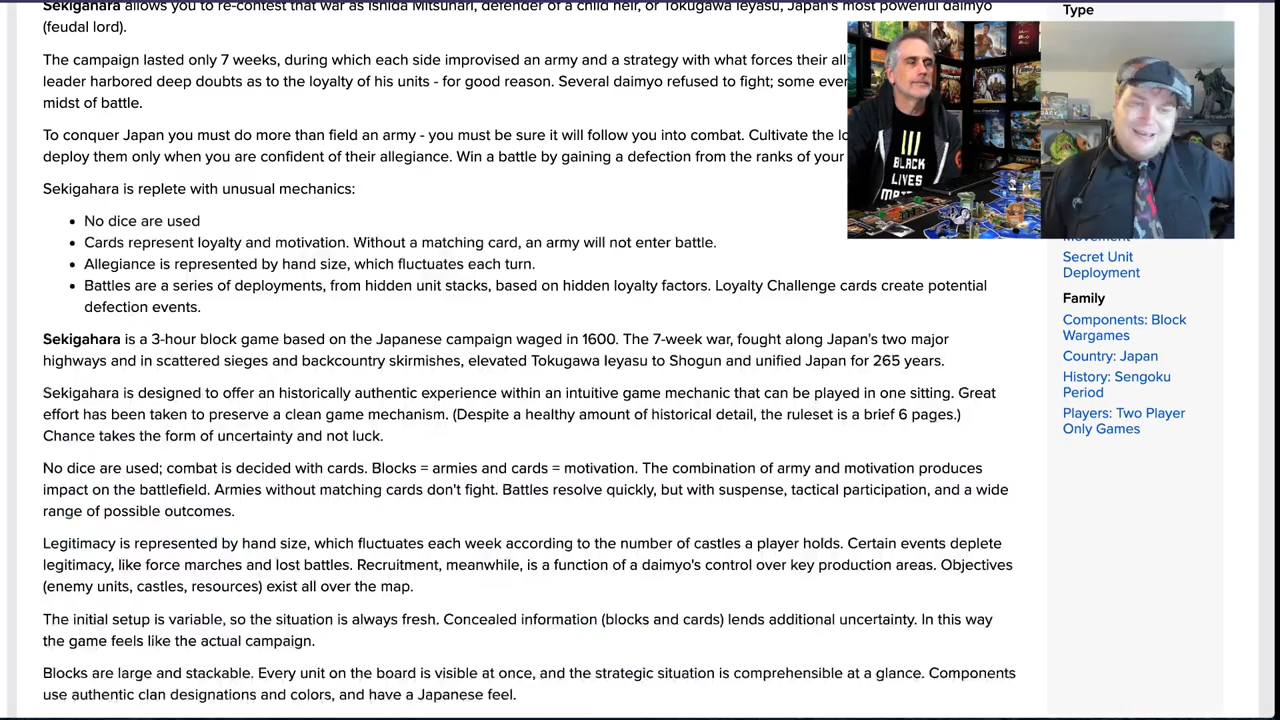 Sekigahara allows you to re-contest that war as Ishida Mitsunari, defender of a child heir, or Tokugawa Ieyasu, Japan's most powerful daimyo
(feudal lord).
The campaign lasted only 7 weeks, during which each side improvised an army and a strategy with what forces their all
leader harbored deep doubts as to the loyalty of his units - for good reason. Several daimyo refused to fight; some eve
midst of battle.
To conquer Japan you must do more than field an army - you must be sure it will follow you into combat. Cultivate the lo
deploy them only when you are confident of their allegiance. Win a battle by gaining a defection from the ranks of your
Sekigahara is replete with unusual mechanics:
• No dice are used
• Cards represent loyalty and motivation. Without a matching card, an army will not enter battle.
• Allegiance is represented by hand size, which fluctuates each turn.
• Battles are a series of deployments, from hidden unit stacks, based on hidden loyalty factors. Loyalty Challenge cards create potential
defection events.
Sekigahara is a 3-hour block game based on the Japanese campaign waged in 1600. The 7-week war, fought along Japan's two major
highways and in scattered sieges and backcountry skirmishes, elevated Tokugawa Ieyasu to Shogun and unified Japan for 265 years.
Sekigahara is designed to offer an historically authentic experience within an intuitive game mechanic that can be played in one sitting. Great
effort has been taken to preserve a clean game mechanism. (Despite a healthy amount of historical detail, the ruleset is a brief 6 pages.)
Chance takes the form of uncertainty and not luck.
No dice are used; combat is decided with cards. Blocks = armies and cards = motivation. The combination of army and motivation produces
impact on the battlefield. Armies without matching cards don't fight. Battles resolve quickly, but with suspense, tactical participation, and a wide
range of possible outcomes.
Legitimacy is represented by hand size, which fluctuates each week according to the number of castles a player holds. Certain events deplete
legitimacy, like force marches and lost battles. Recruitment, meanwhile, is a function of a daimyo's control over key production areas. Objectives
(enemy units, castles, resources) exist all over the map.
The initial setup is variable, so the situation is always fresh. Concealed information (blocks and cards) lends additional uncertainty. In this way
the game feels like the actual campaign.
Blocks are large and stackable. Every unit on the board is visible at once, and the strategic situation is comprehensible at a glance. Components
use authentic clan designations and colors, and have a Japanese feel.
Type
BLACK
LIVES
Movement
Secret Unit
Deployment
Family
Components: Block
Wargames
Country: Japan
History: Sengoku
Period
Players: Two Player
Only Games